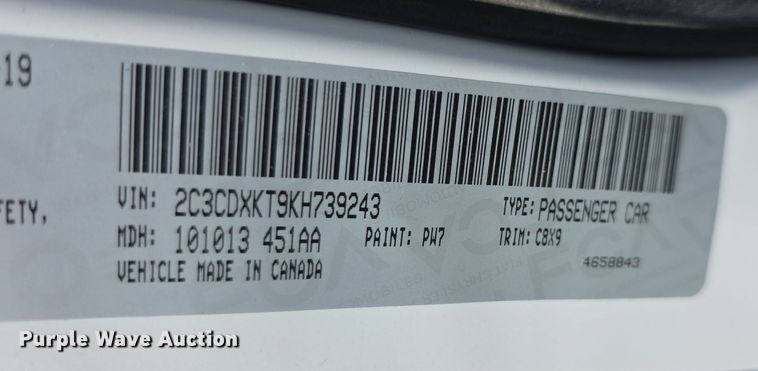 -19
FETY,
VIN: 2C3CDXKT9KH739243 TYPE: PASSENGER CAR
MDH: 101013 451AA PAINT: PW7 TRIM: C8X9
VEHICLE MADE IN CANADA 4658843
Purple Wave Auction